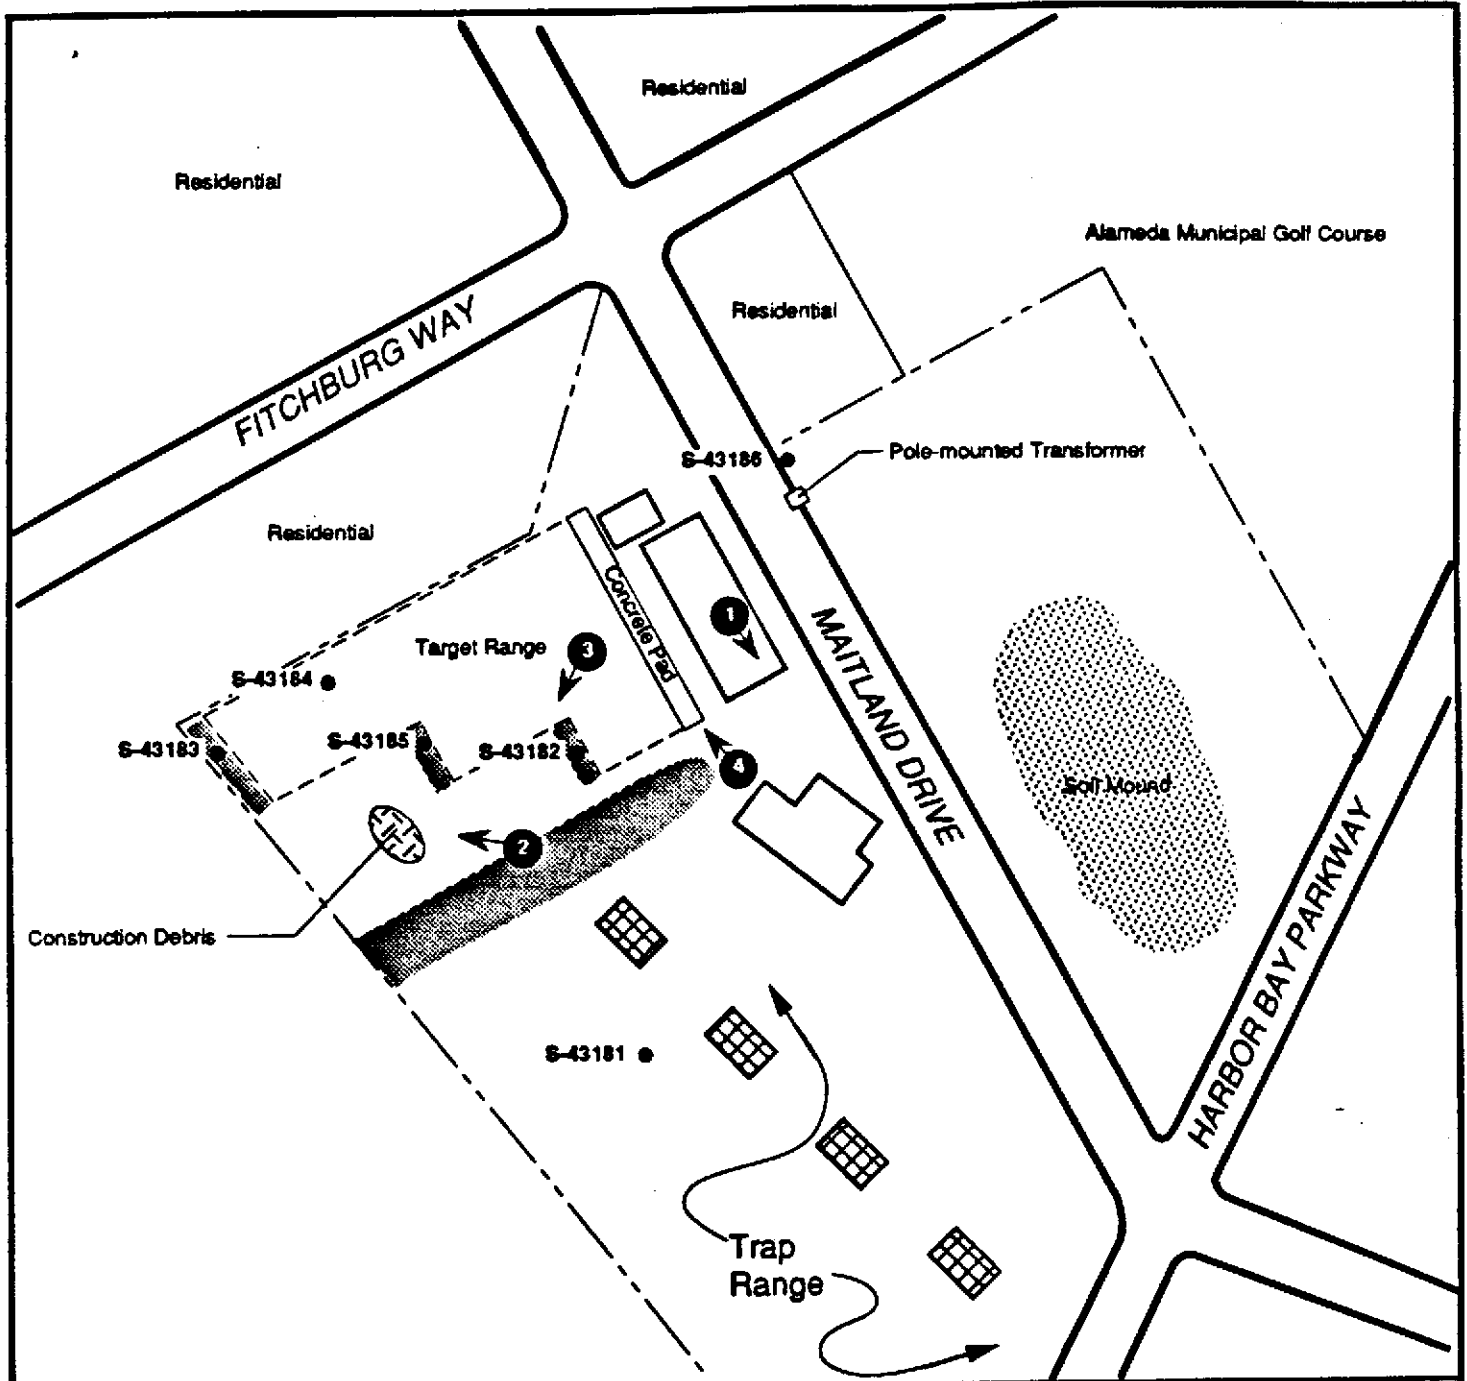 Residential
Residential
Alameda Municipal Golf Course
Residential
FITCHBURG WAY
S-43186
Pole-mounted Transformer
Residential
Concrete Pad
1
MAITLAND DRIVE
Target Range
3
S-43184
S-43183
S-43185
S-43182
4
Soil Mound
2
HARBOR BAY PARKWAY
Construction Debris
S-43181
Trap
Range